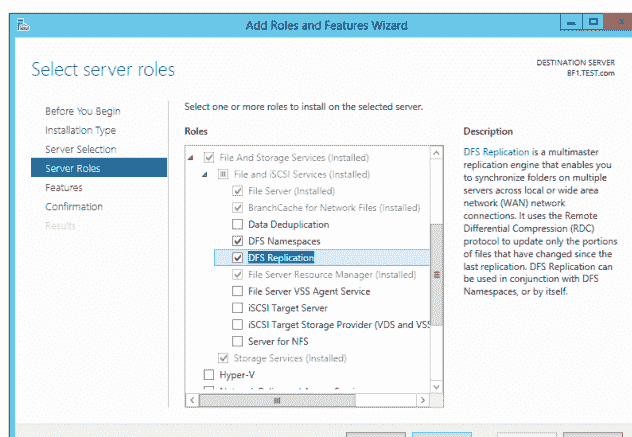 Add Roles and Features Wizard
Select server roles
DESTINATION SERVER
BF1.TEST.com
Before You Begin
Installation Type
Server Selection
Server Roles
Features
Confirmation
Results
Select one or more roles to install on the selected server.
Roles
File And Storage Services (Installed)
File and iSCSI Services (Installed)
File Server (Installed)
BranchCache for Network Files (Installed)
Data Deduplication
DFS Namespaces
DFS Replication
File Server Resource Manager (Installed)
File Server VSS Agent Service
iSCSI Target Server
iSCSI Target Storage Provider (VDS and VSS
Server for NFS
Storage Services (Installed)
Hyper-V
Description
DFS Replication is a multimaster
replication engine that enables you
to synchronize folders on multiple
servers across local or wide area
network (WAN) network
connections. It uses the Remote
Differential Compression (RDC)
protocol to update only the portions
of files that have changed since the
last replication. DFS Replication can
be used in conjunction with DFS
Namespaces, or by itself.